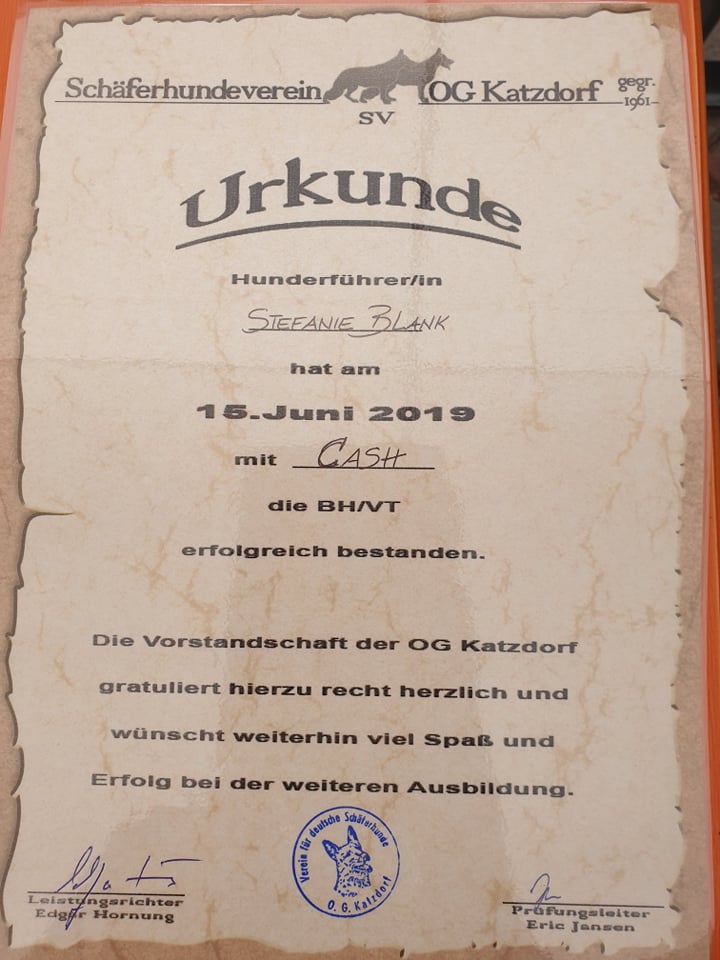 Schäferhundeverein OG Katzdorf gegr. 1961
SV
Urkunde
Hunderführer/in
STEFANIE BLANK
hat am
15.Juni 2019
mit CASH
die BH/VT
erfolgreich bestanden.
Die Vorstandschaft der OG Katzdorf
gratuliert hierzu recht herzlich und
wünscht weiterhin viel Spaß und
Erfolg bei der weiteren Ausbildung.
Verein für deutsche Schäferhunde
O. G. Katzdorf
Leistungsrichter
Edgar Hornung
Prüfungsleiter
Eric Jansen